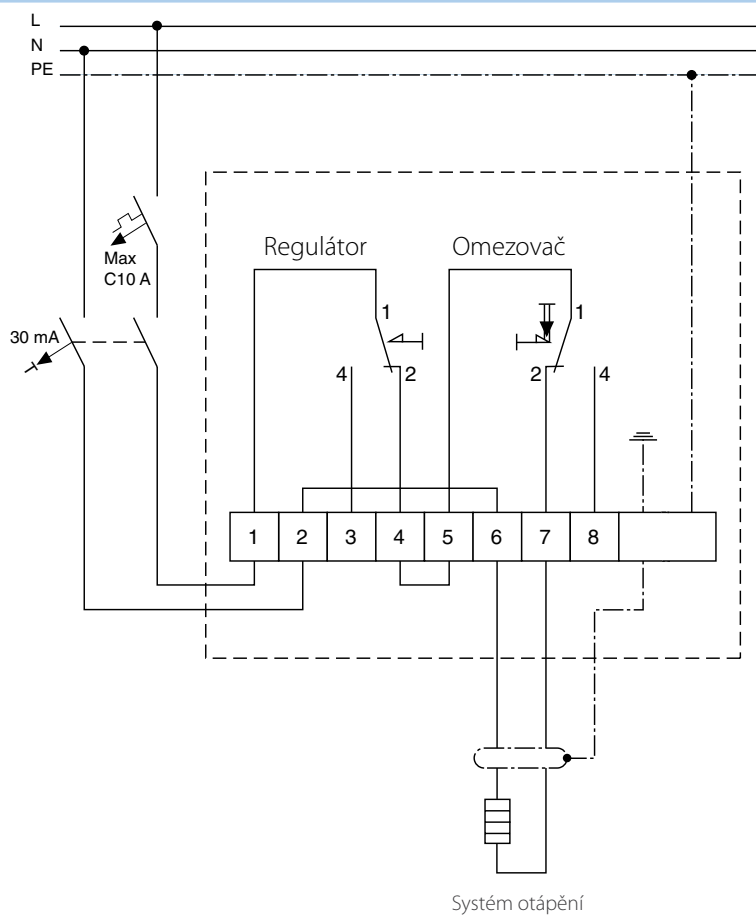 L
N
PE
Max
C10 A
30 mA
Regulátor
Omezovač
1
4
2
1
2
4
1 2 3 4 5 6 7 8
Systém otápění